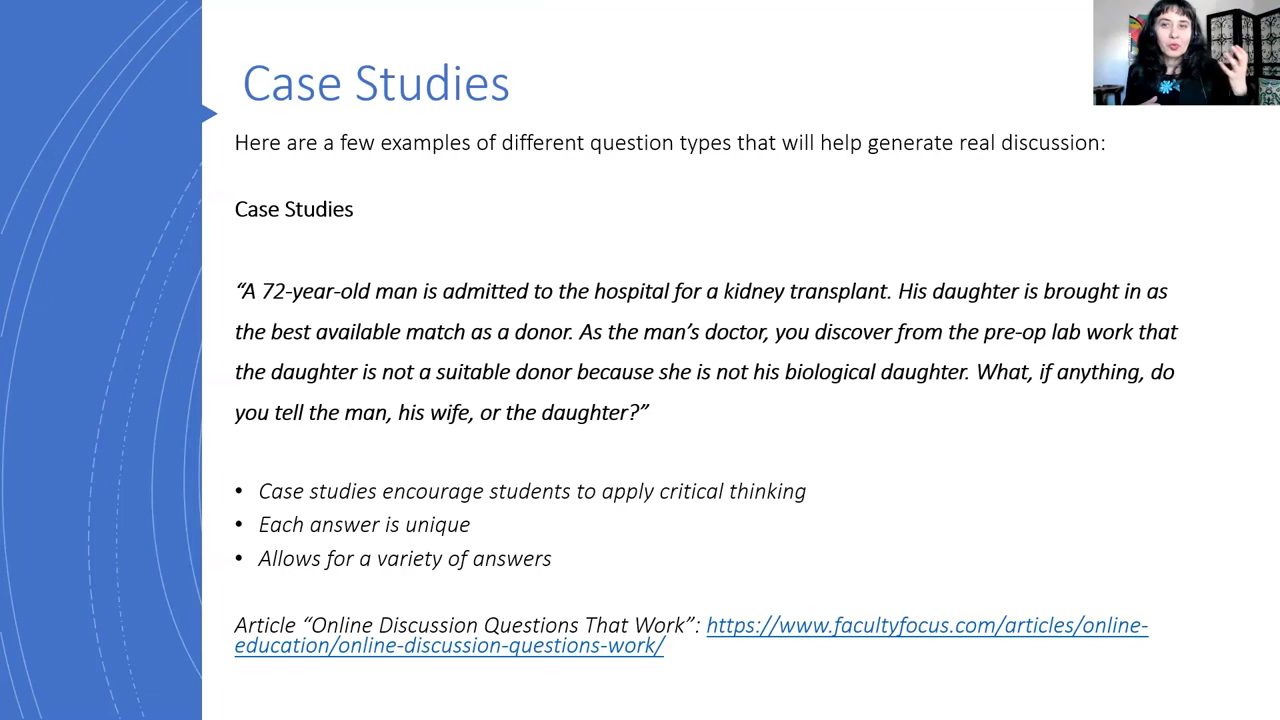 Case Studies
Here are a few examples of different question types that will help generate real discussion:
Case Studies
“A 72-year-old man is admitted to the hospital for a kidney transplant. His daughter is brought in as
the best available match as a donor. As the man’s doctor, you discover from the pre-op lab work that
the daughter is not a suitable donor because she is not his biological daughter. What, if anything, do
you tell the man, his wife, or the daughter?”
• Case studies encourage students to apply critical thinking
• Each answer is unique
• Allows for a variety of answers
Article “Online Discussion Questions That Work”: https://www.facultyfocus.com/articles/online-
education/online-discussion-questions-work/